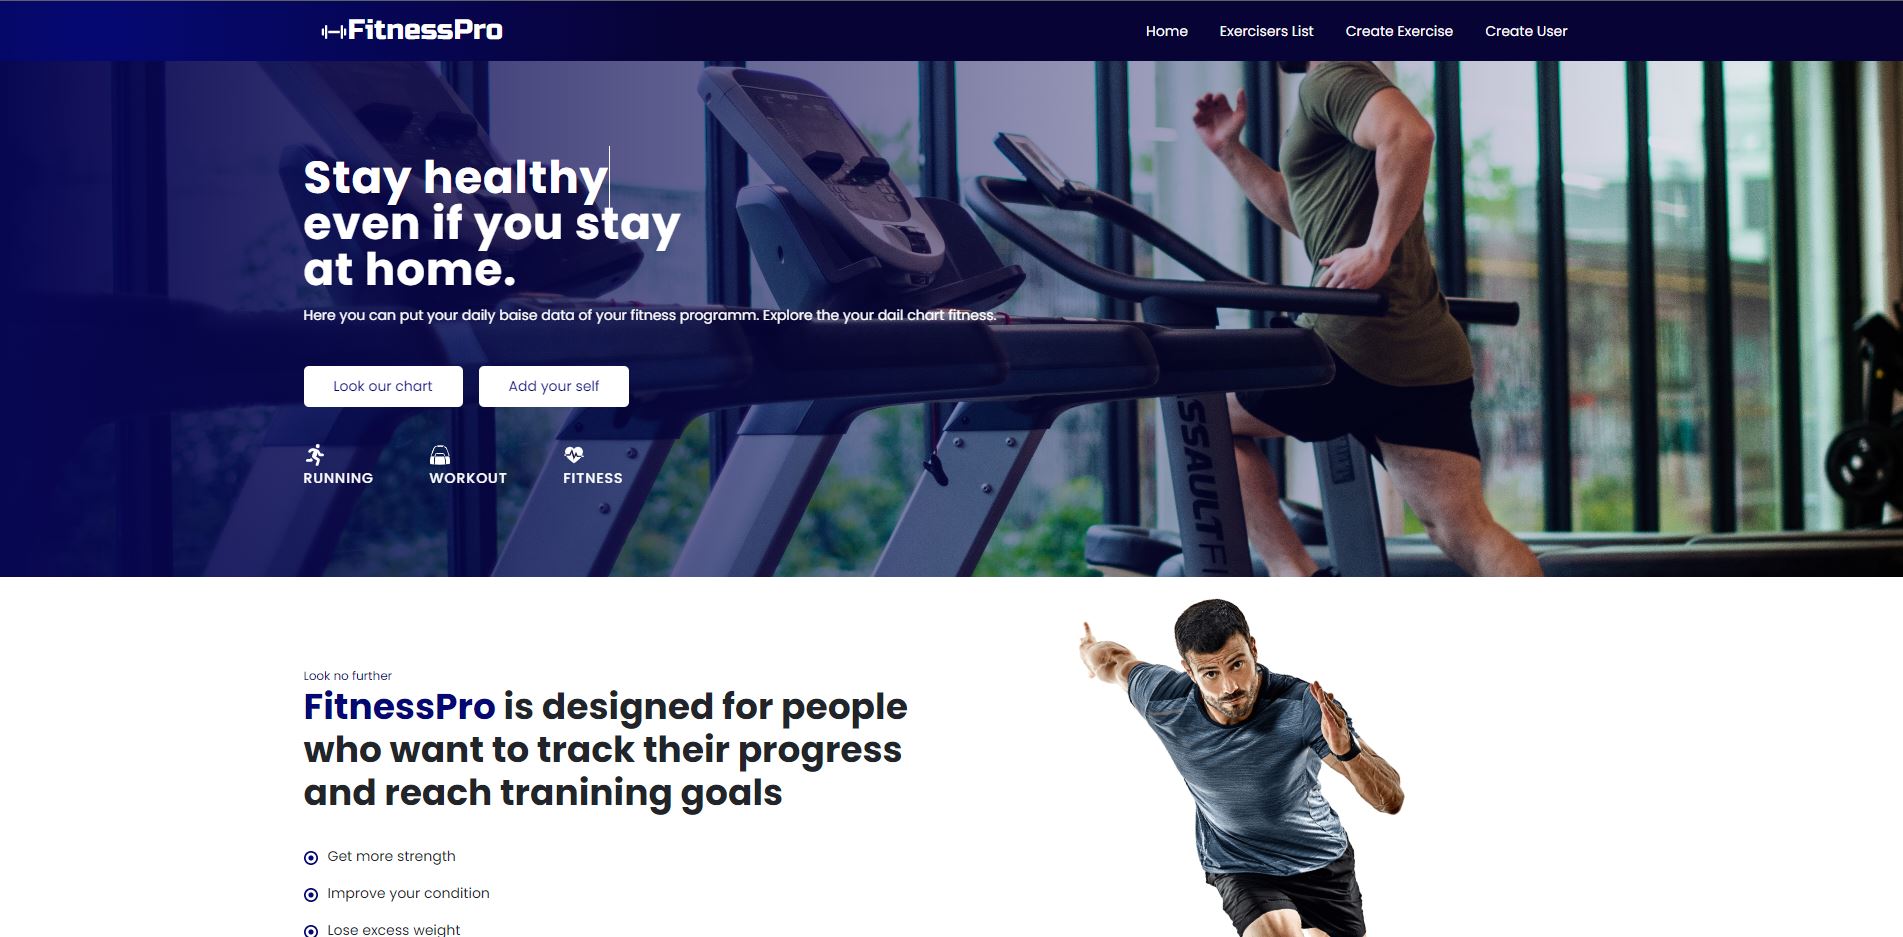 FitnessPro
Home Exercisers List Create Exercise Create User
Stay healthy
even if you stay
at home.
Here you can put your daily baise data of your fitness programm. Explore the your dail chart fitness.
Look our chart Add your self
RUNNING WORKOUT FITNESS
SSAULTFI
Look no further
FitnessPro is designed for people
who want to track their progress
and reach tranining goals
Get more strength
Improve your condition
Lose excess weight